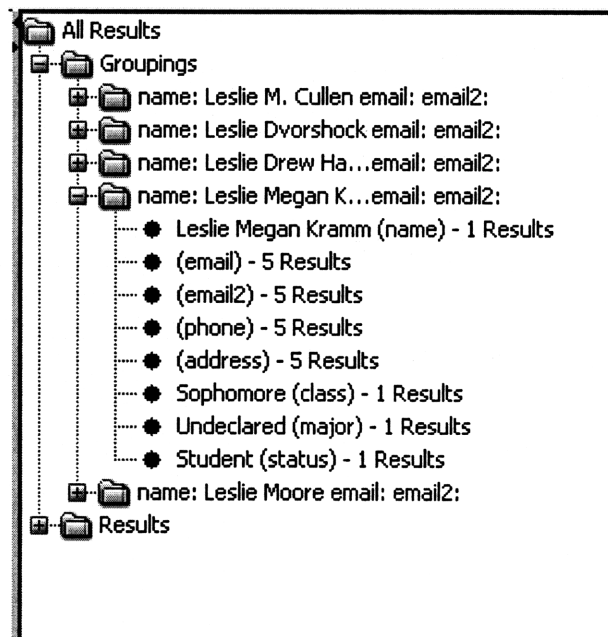 All Results
Groupings
name: Leslie M. Cullen email: email2:
name: Leslie Dvorshock email: email2:
name: Leslie Drew Ha...email: email2:
name: Leslie Megan K...email: email2:
Leslie Megan Kramm (name) - 1 Results
(email) - 5 Results
(email2) - 5 Results
(phone) - 5 Results
(address) - 5 Results
Sophomore (class) - 1 Results
Undeclared (major) - 1 Results
Student (status) - 1 Results
name: Leslie Moore email: email2:
Results